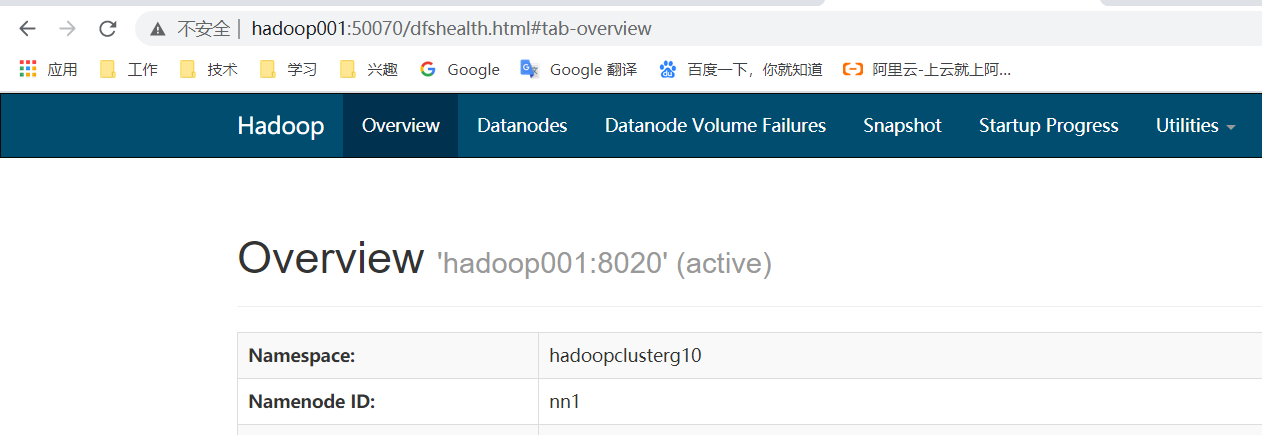 不安全 | hadoop001:50070/dfshealth.html#tab-overview
应用 工作 技术 学习 兴趣 Google Google 翻译 百度一下，你就知道 阿里云-上云就上阿...
Hadoop Overview Datanodes Datanode Volume Failures Snapshot Startup Progress Utilities
Overview 'hadoop001:8020' (active)
Namespace: hadoopclusterg10
Namenode ID: nn1